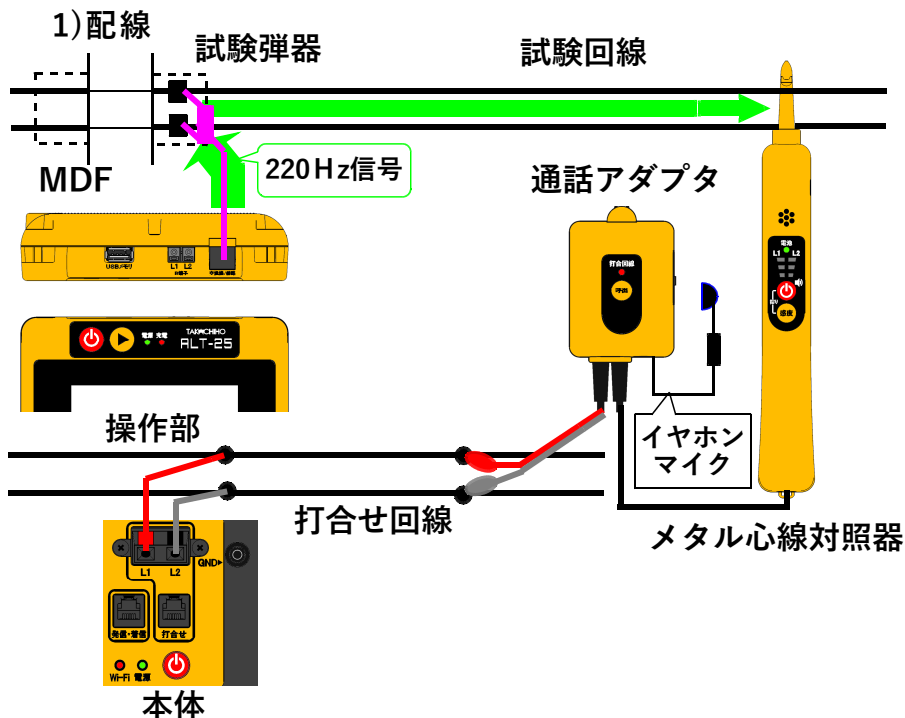 1)配線
試験弾器
試験回線
220Hz信号
MDF
通話アダプタ
USBメモリ
L1 L2
打合回線
呼出
電池
L1 L2
感度
電源 充電
TAKACHIHO
ALT-25
操作部
イヤホン
マイク
打合せ回線
メタル心線対照器
L1
L2
GND
発信・着信
打合せ
Wi-Fi 電源
本体